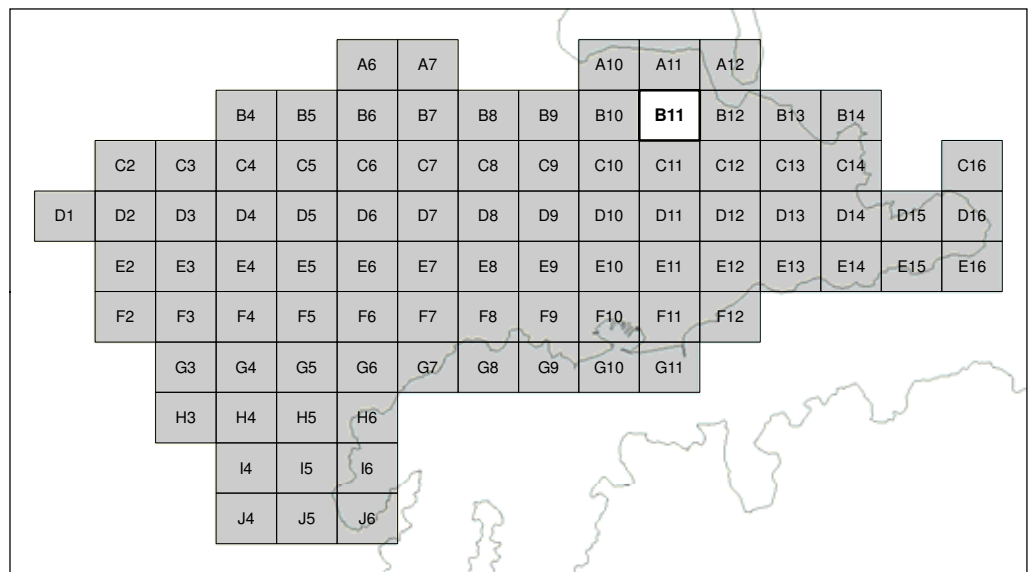 A6 A7 A10 A11 A12
B4 B5 B6 B7 B8 B9 B10 B11 B12 B13 B14
C2 C3 C4 C5 C6 C7 C8 C9 C10 C11 C12 C13 C14 C16
D1 D2 D3 D4 D5 D6 D7 D8 D9 D10 D11 D12 D13 D14 D15 D16
E2 E3 E4 E5 E6 E7 E8 E9 E10 E11 E12 E13 E14 E15 E16
F2 F3 F4 F5 F6 F7 F8 F9 F10 F11 F12
G3 G4 G5 G6 G7 G8 G9 G10 G11
H3 H4 H5 H6
I4 I5 I6
J4 J5 J6